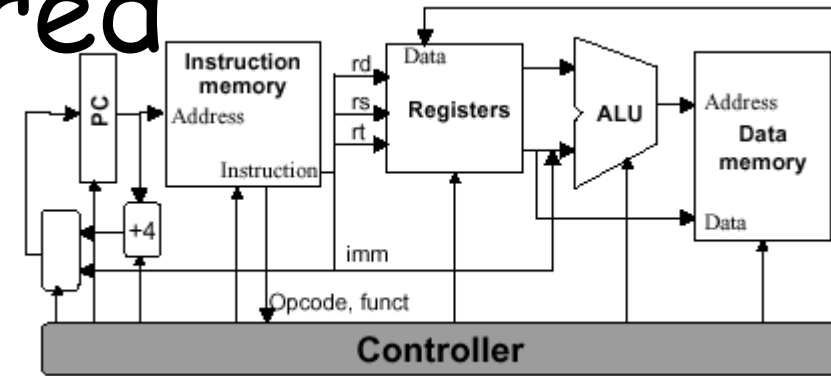 red
PC
Instruction
memory
Address
Instruction
rd
rs
rt
Data
Registers
ALU
Address
Data
memory
Data
+4
imm
Opcode, funct
Controller